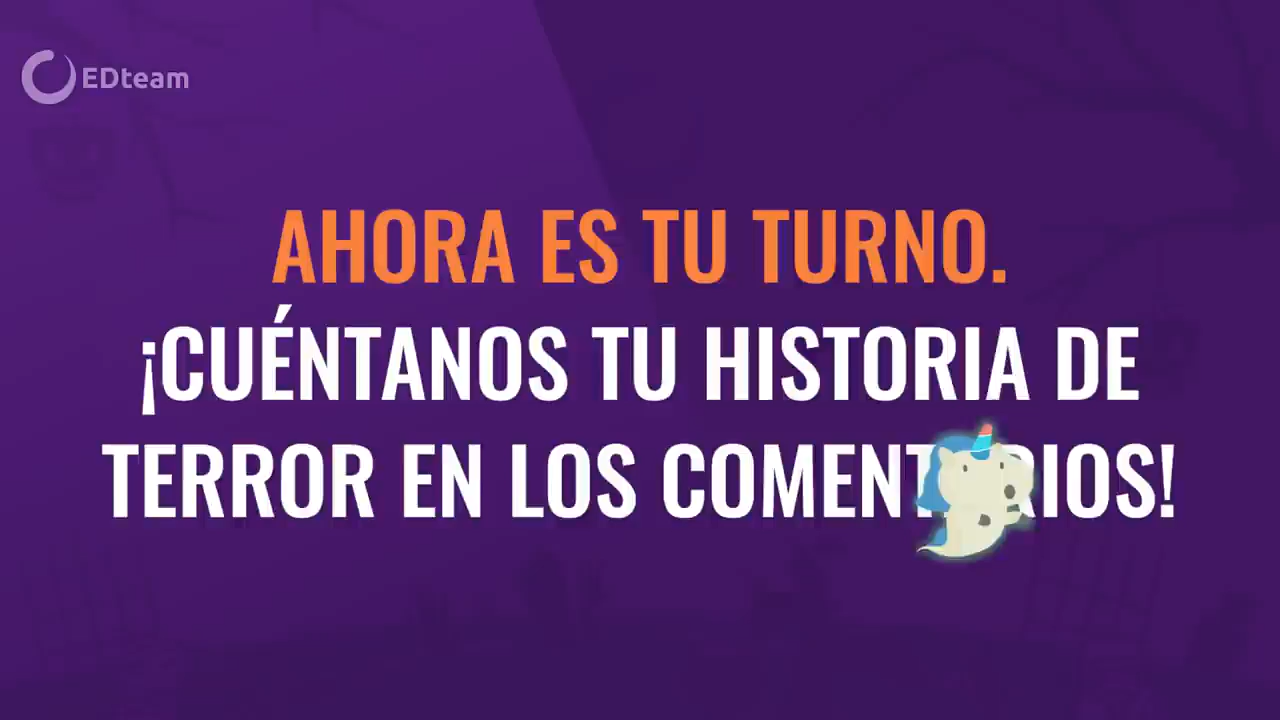 EDteam
AHORA ES TU TURNO.
¡CUÉNTANOS TU HISTORIA DE
TERROR EN LOS COMENTARIOS!